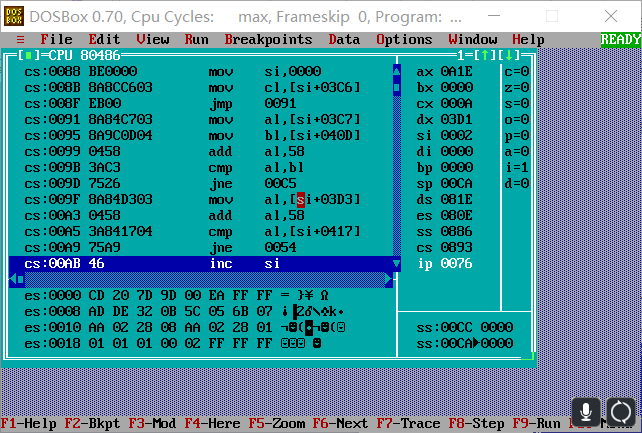 DOSBox 0.70, Cpu Cycles: max, Frameskip 0, Program: ...
≡ File Edit View Run Breakpoints Data Options Window Help READY
[■]=CPU 80486 1=[↑][↓]
cs:0088 BE0000 mov si,0000 ax 0A1E c=0
cs:008B 8A8CC603 mov cl,[si+03C6] bx 0000 z=0
cs:008F EB00 jmp 0091 cx 000A s=0
cs:0091 8A84C703 mov al,[si+03C7] dx 03D1 o=0
cs:0095 8A9C0D04 mov bl,[si+040D] si 0002 p=0
cs:0099 0458 add al,58 di 0000 a=0
cs:009B 3AC3 cmp al,bl bp 0000 i=1
cs:009D 7526 jne 00C5 sp 00CA d=0
cs:009F 8A84D303 mov al,[si+03D3] ds 081E
cs:00A3 0458 add al,58 es 080E
cs:00A5 3A841704 cmp al,[si+0417] ss 0886
cs:00A9 75A9 jne 0054 cs 0893
cs:00AB 46 inc si ip 0076
es:0000 CD 20 7D 9D 00 EA FF FF = }¥ Ω
es:0008 AD DE 32 0B 5C 05 6B 07 ¡▐2♂\♣k•
es:0010 AA 02 28 08 AA 02 28 01 ¬☻(◘¬☻(☺ ss:00CC 0000
es:0018 01 01 01 00 02 FF FF FF ☺☺☺ ☻ ss:00CA►0000
F1-Help F2-Bkpt F3-Mod F4-Here F5-Zoom F6-Next F7-Trace F8-Step F9-Run